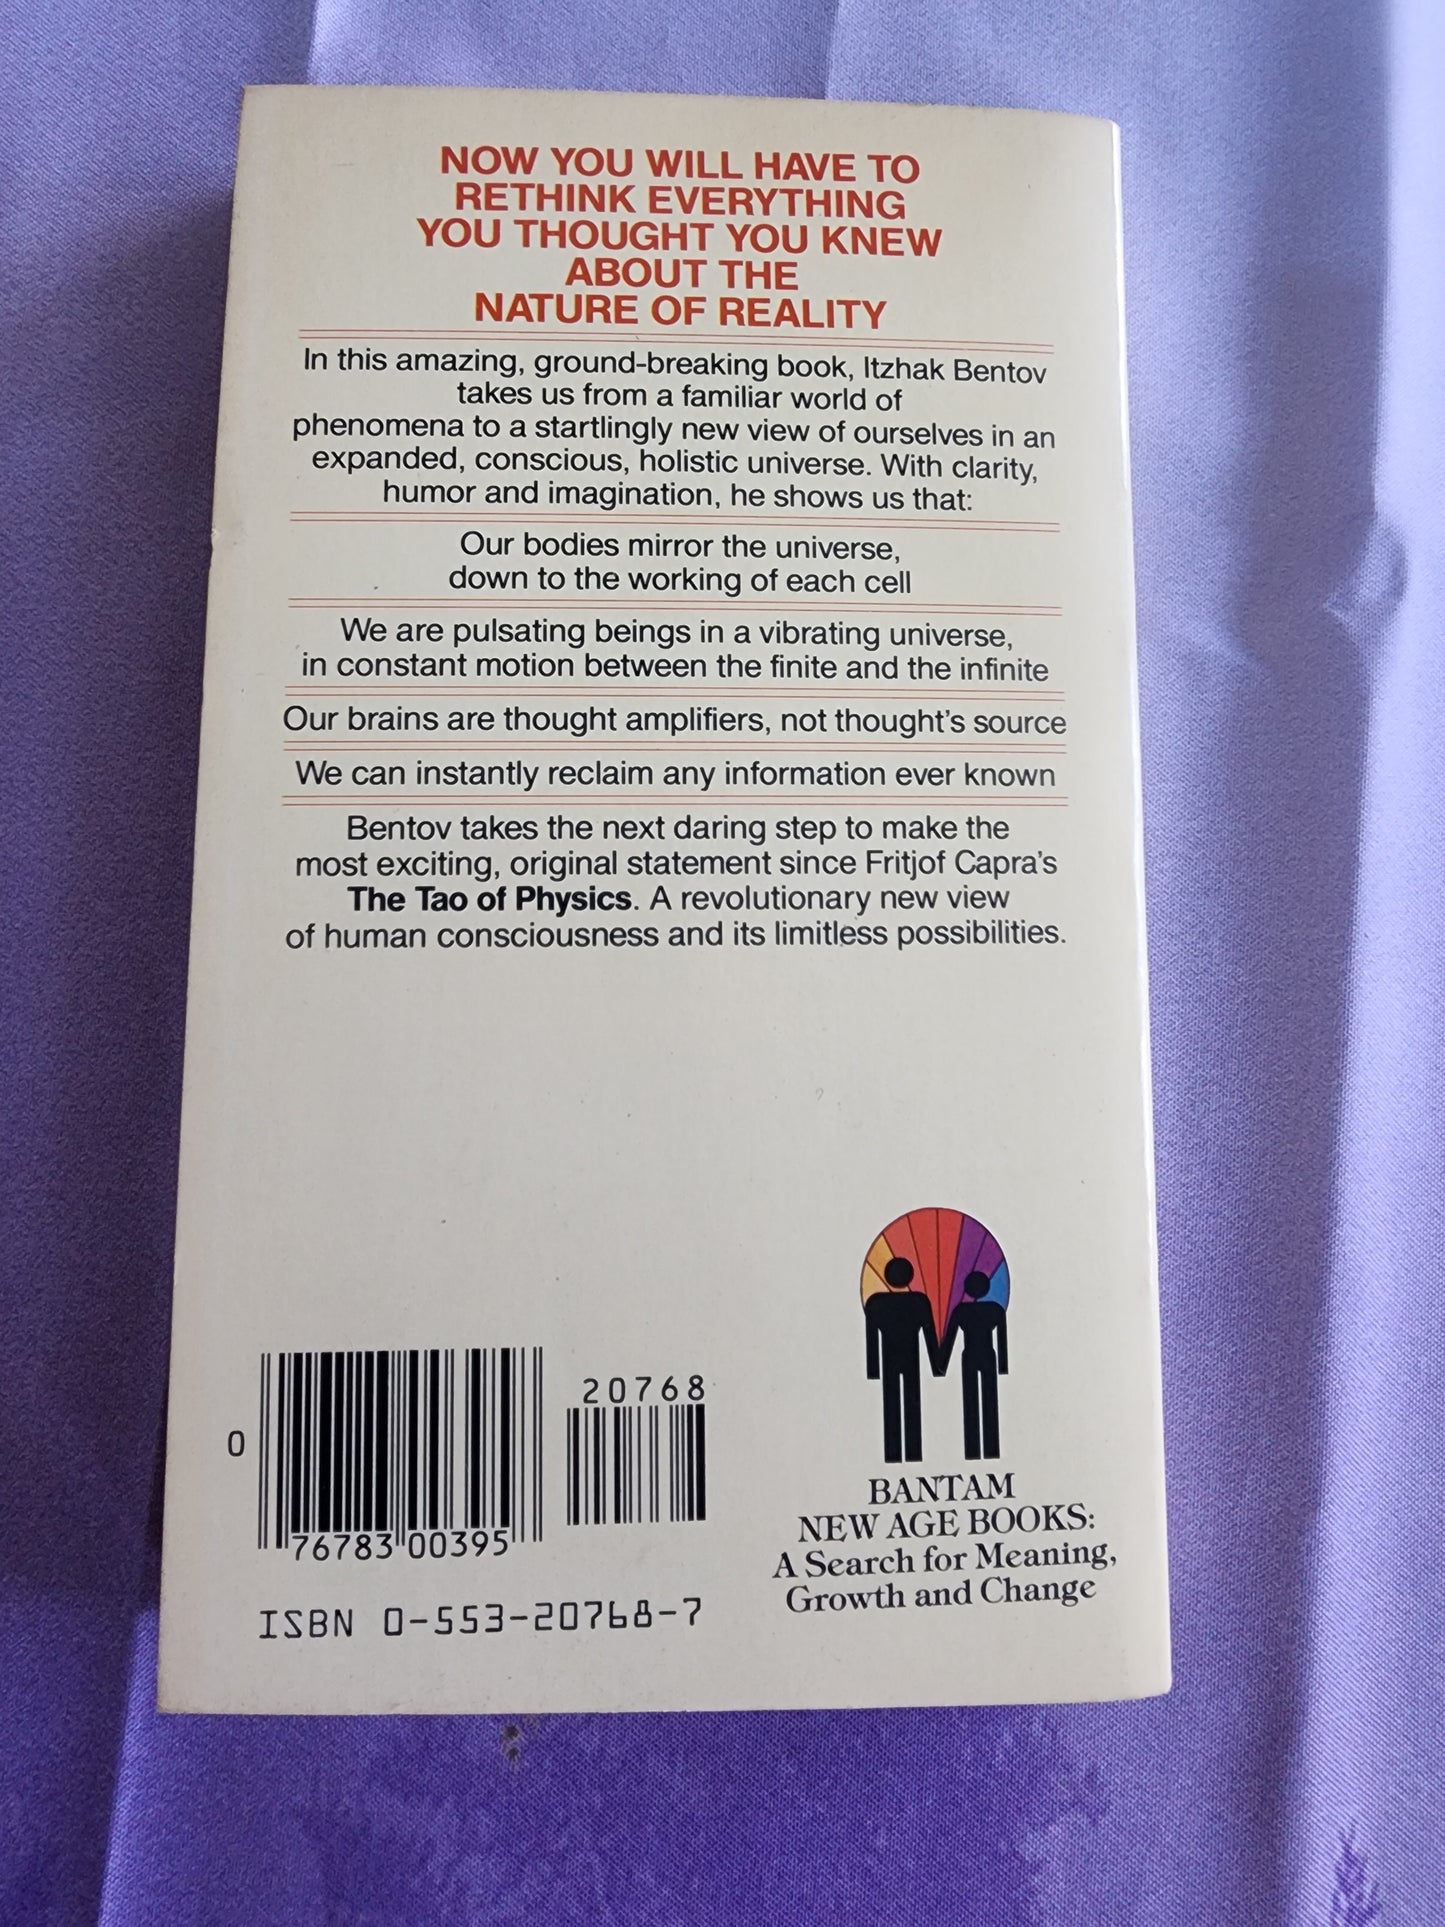 NOW YOU WILL HAVE TO
RETHINK EVERYTHING
YOU THOUGHT YOU KNEW
ABOUT THE
NATURE OF REALITY
In this amazing, ground-breaking book, Itzhak Bentov
takes us from a familiar world of
phenomena to a startlingly new view of ourselves in an
expanded, conscious, holistic universe. With clarity,
humor and imagination, he shows us that:
Our bodies mirror the universe,
down to the working of each cell
We are pulsating beings in a vibrating universe,
in constant motion between the finite and the infinite
Our brains are thought amplifiers, not thought's source
We can instantly reclaim any information ever known
Bentov takes the next daring step to make the
most exciting, original statement since Fritjof Capra's
The Tao of Physics. A revolutionary new view
of human consciousness and its limitless possibilities.
20768
0
76783 00395
ISBN 0-553-20768-7
BANTAM
NEW AGE BOOKS:
A Search for Meaning,
Growth and Change